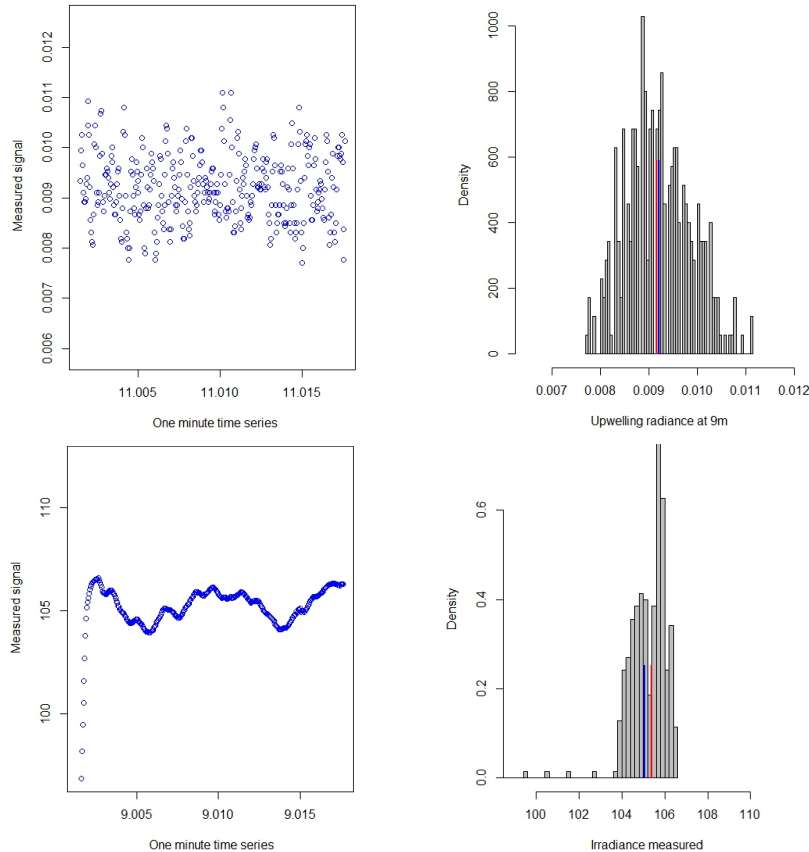 Measured signal
0.006 0.007 0.008 0.009 0.010 0.011 0.012
11.005 11.010 11.015
One minute time series
Density
0 200 400 600 800 1000
0.007 0.008 0.009 0.010 0.011 0.012
Upwelling radiance at 9m
Measured signal
100 105 110
9.005 9.010 9.015
One minute time series
Density
0.0 0.2 0.4 0.6
100 102 104 106 108 110
Irradiance measured